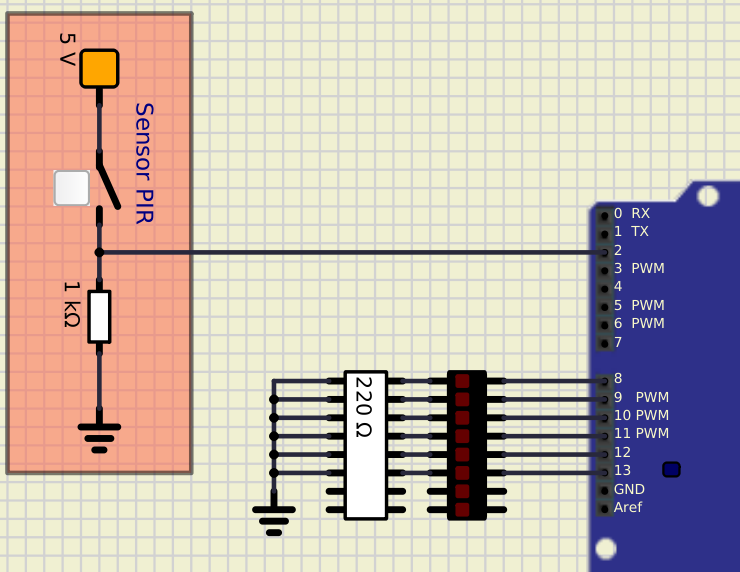 5 V
Sensor PIR
1 kΩ
220 Ω
0 RX
1 TX
2
3 PWM
4
5 PWM
6 PWM
7
8
9 PWM
10 PWM
11 PWM
12
13
GND
Aref